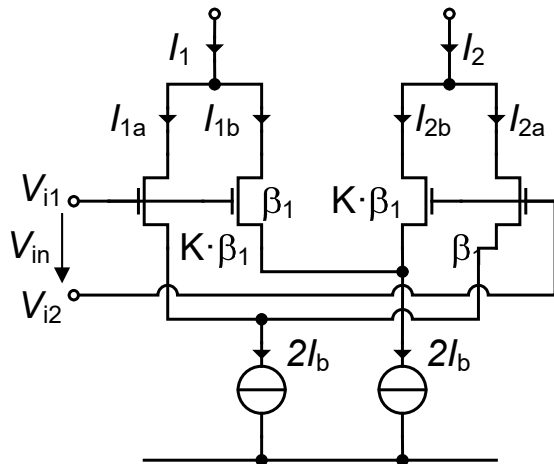 I1 I2
I1a I1b I2b I2a
Vi1 β1 K·β1
Vin K·β1 β1
Vi2
2Ib 2Ib